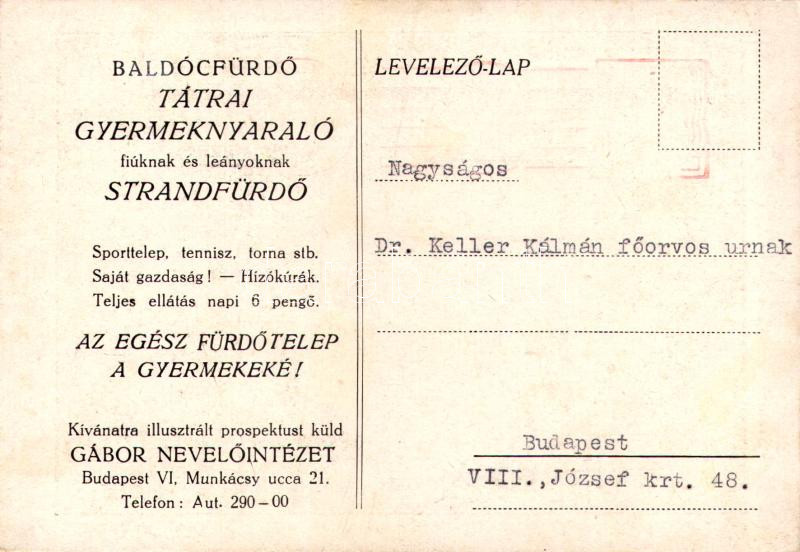 BALDÓCFÜRDŐ
TÁTRAI
GYERMEKNYARALÓ
fiúknak és leányoknak
STRANDFÜRDŐ
Sporttelep, tennisz, torna stb.
Saját gazdaság! — Hízókúrák.
Teljes ellátás napi 6 pengő.
AZ EGÉSZ FÜRDŐTELEP
A GYERMEKEKÉ!
Kívánatra illusztrált prospektust küld
GÁBOR NEVELŐINTÉZET
Budapest VI, Munkácsy ucca 21.
Telefon: Aut. 290–00
LEVELEZŐ-LAP
Nagyságos
Dr. Keller Kálmán főorvos urnak
Budapest
VIII.,József krt. 48.